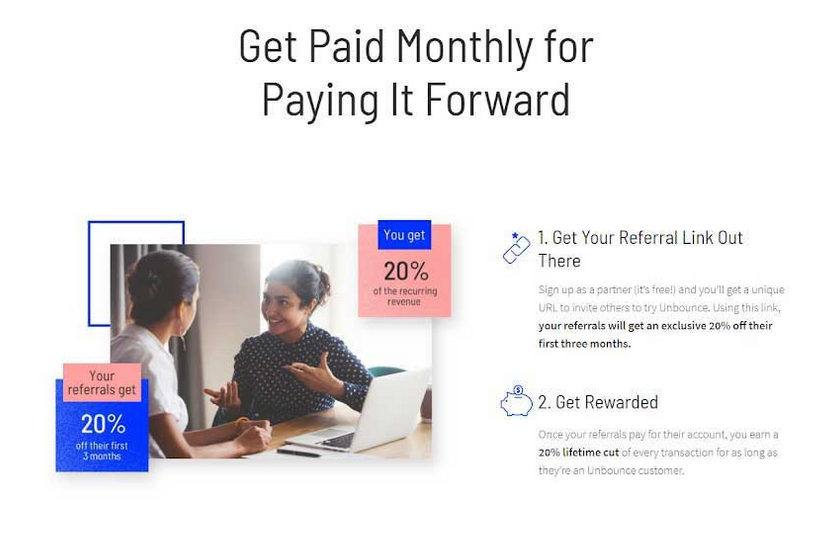 Get Paid Monthly for
Paying It Forward
You get
20%
of the recurring
revenue
Your
referrals get
20%
off their first
3 months
1. Get Your Referral Link Out
There
Sign up as a partner (it's free!) and you'll get a unique
URL to invite others to try Unbounce. Using this link,
your referrals will get an exclusive 20% off their
first three months.
2. Get Rewarded
Once your referrals pay for their account, you earn a
20% lifetime cut of every transaction for as long as
they're an Unbounce customer.